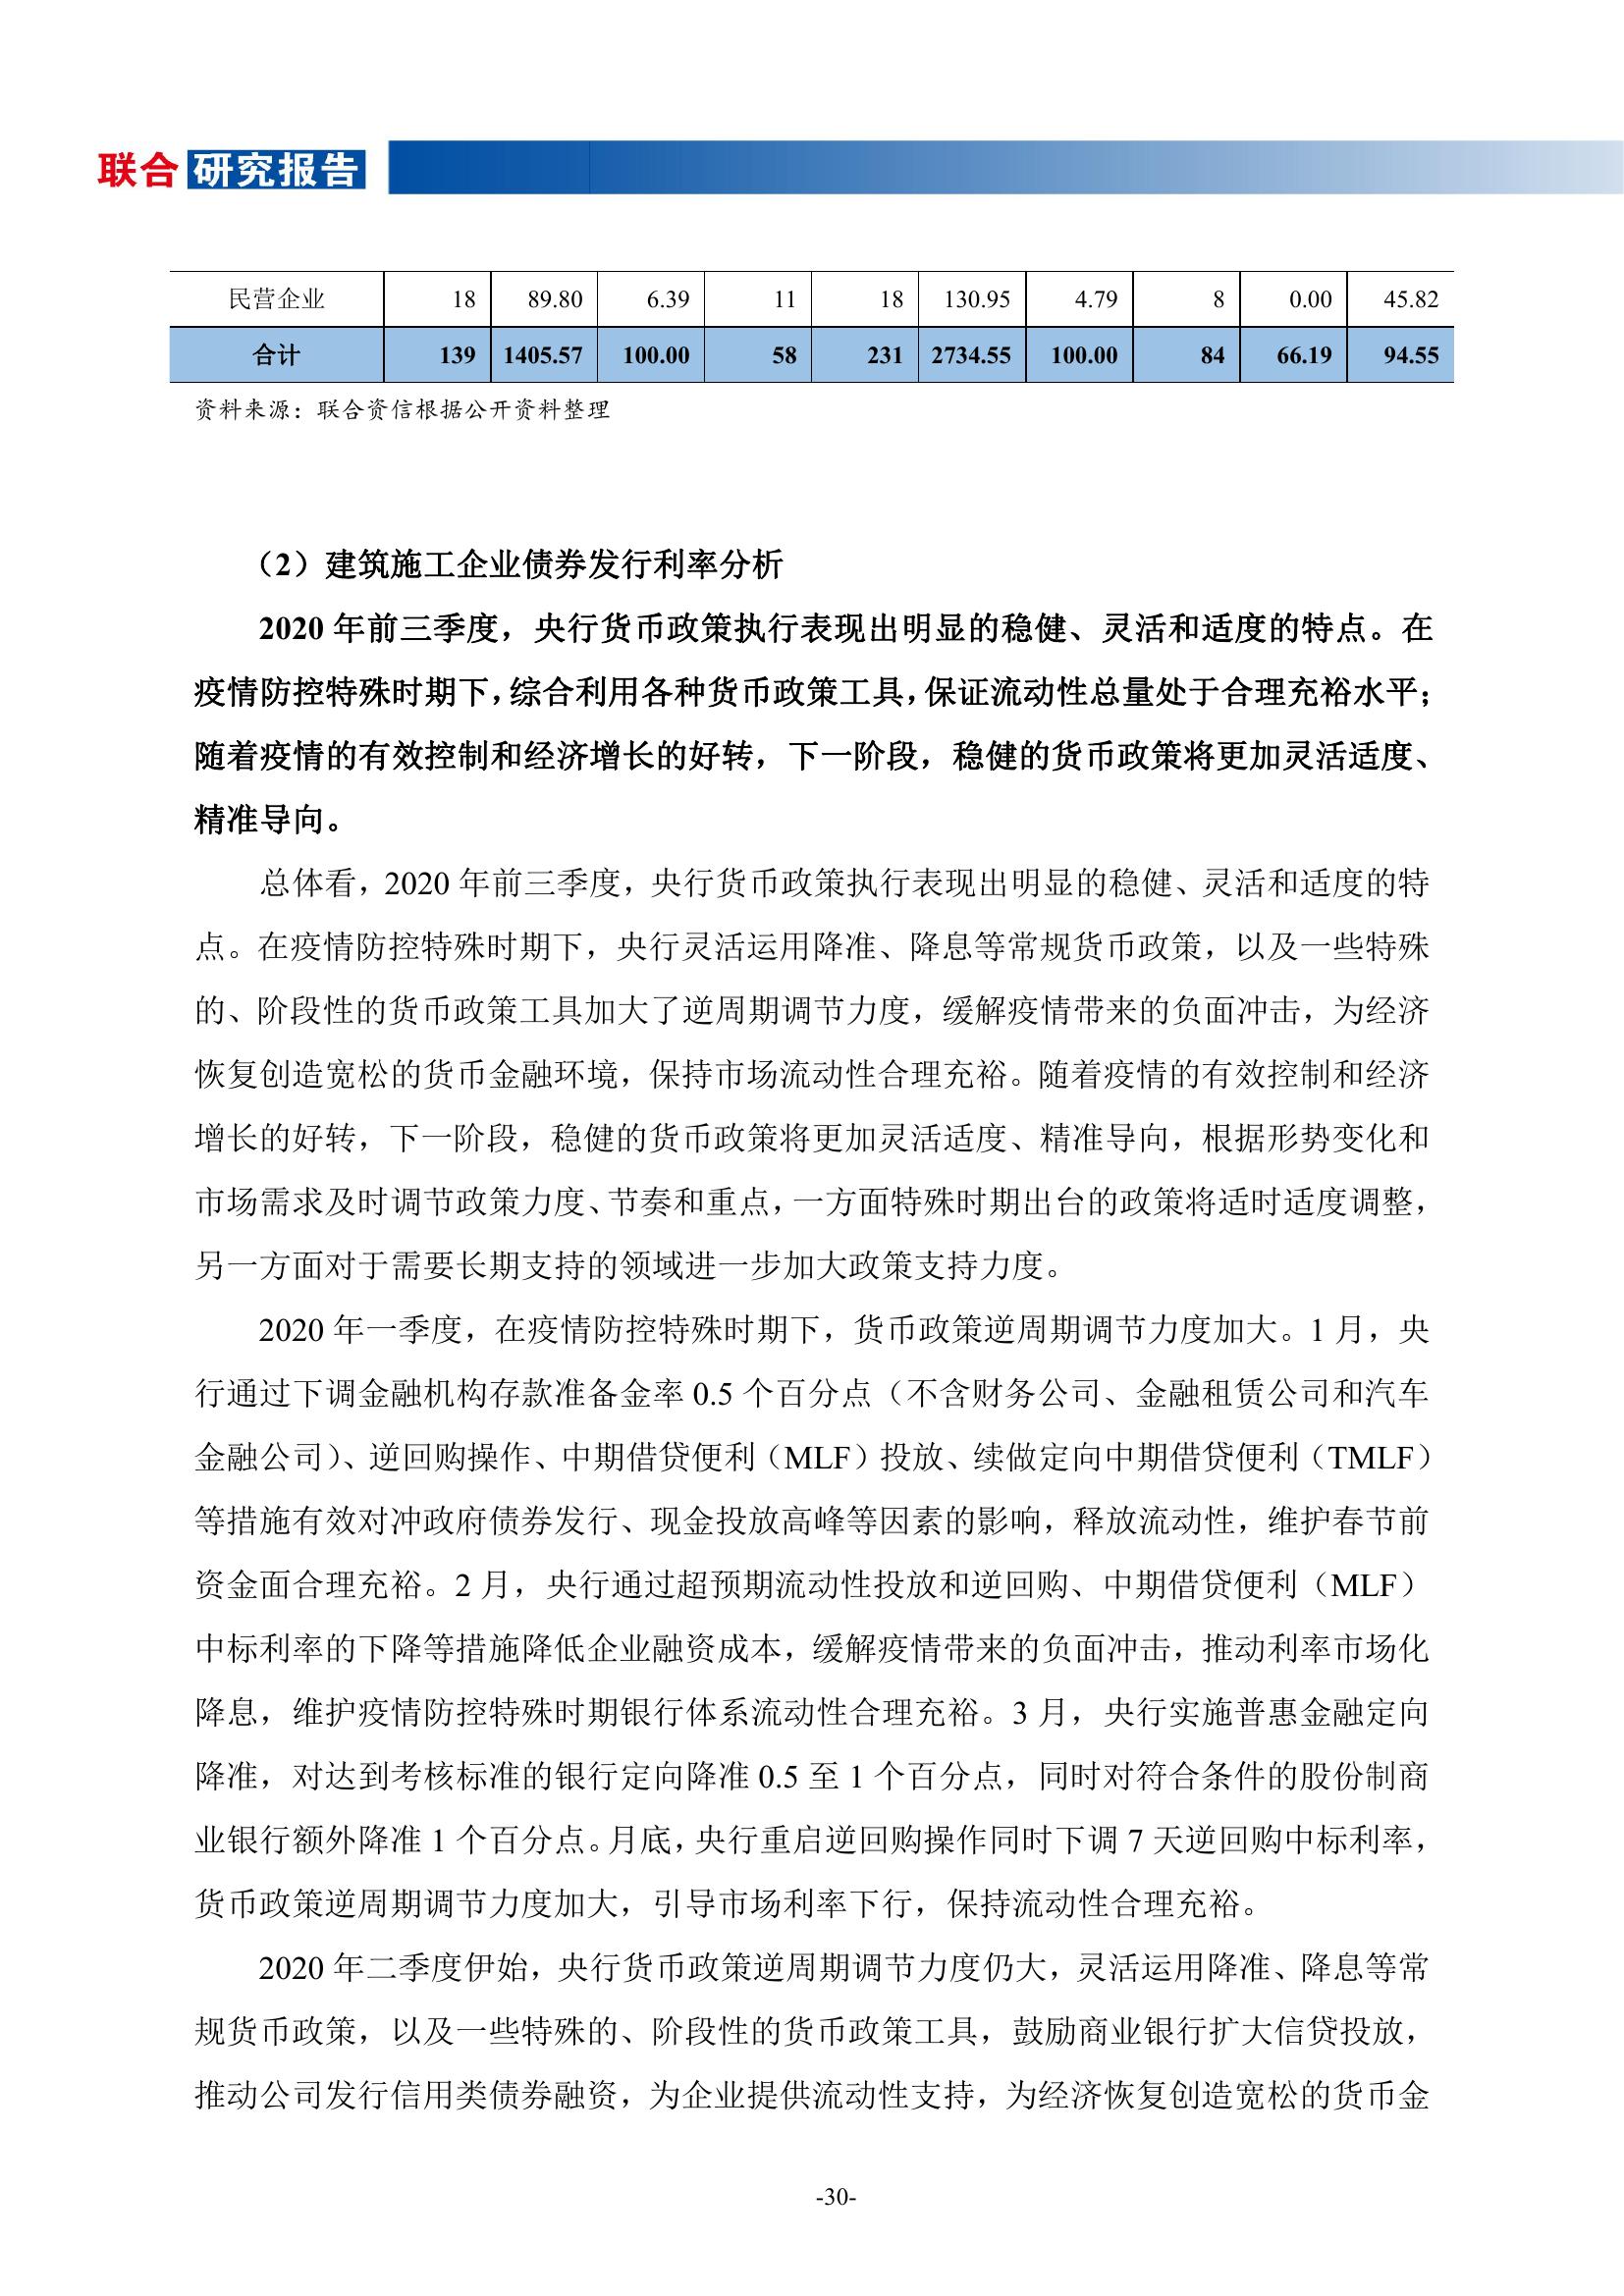 联合 研究报告
民营企业 18 89.80 6.39 11 18 130.95 4.79 8 0.00 45.82
合计 139 1405.57 100.00 58 231 2734.55 100.00 84 66.19 94.55
资料来源：联合资信根据公开资料整理
（2）建筑施工企业债券发行利率分析
2020 年前三季度，央行货币政策执行表现出明显的稳健、灵活和适度的特点。在
疫情防控特殊时期下，综合利用各种货币政策工具，保证流动性总量处于合理充裕水平；
随着疫情的有效控制和经济增长的好转，下一阶段，稳健的货币政策将更加灵活适度、
精准导向。
总体看，2020 年前三季度，央行货币政策执行表现出明显的稳健、灵活和适度的特
点。在疫情防控特殊时期下，央行灵活运用降准、降息等常规货币政策，以及一些特殊
的、阶段性的货币政策工具加大了逆周期调节力度，缓解疫情带来的负面冲击，为经济
恢复创造宽松的货币金融环境，保持市场流动性合理充裕。随着疫情的有效控制和经济
增长的好转，下一阶段，稳健的货币政策将更加灵活适度、精准导向，根据形势变化和
市场需求及时调节政策力度、节奏和重点，一方面特殊时期出台的政策将适时适度调整，
另一方面对于需要长期支持的领域进一步加大政策支持力度。
2020 年一季度，在疫情防控特殊时期下，货币政策逆周期调节力度加大。1 月，央
行通过下调金融机构存款准备金率 0.5 个百分点（不含财务公司、金融租赁公司和汽车
金融公司）、逆回购操作、中期借贷便利（MLF）投放、续做定向中期借贷便利（TMLF）
等措施有效对冲政府债券发行、现金投放高峰等因素的影响，释放流动性，维护春节前
资金面合理充裕。2 月，央行通过超预期流动性投放和逆回购、中期借贷便利（MLF）
中标利率的下降等措施降低企业融资成本，缓解疫情带来的负面冲击，推动利率市场化
降息，维护疫情防控特殊时期银行体系流动性合理充裕。3 月，央行实施普惠金融定向
降准，对达到考核标准的银行定向降准 0.5 至 1 个百分点，同时对符合条件的股份制商
业银行额外降准 1 个百分点。月底，央行重启逆回购操作同时下调 7 天逆回购中标利率，
货币政策逆周期调节力度加大，引导市场利率下行，保持流动性合理充裕。
2020 年二季度伊始，央行货币政策逆周期调节力度仍大，灵活运用降准、降息等常
规货币政策，以及一些特殊的、阶段性的货币政策工具，鼓励商业银行扩大信贷投放，
推动公司发行信用类债券融资，为企业提供流动性支持，为经济恢复创造宽松的货币金
-30-